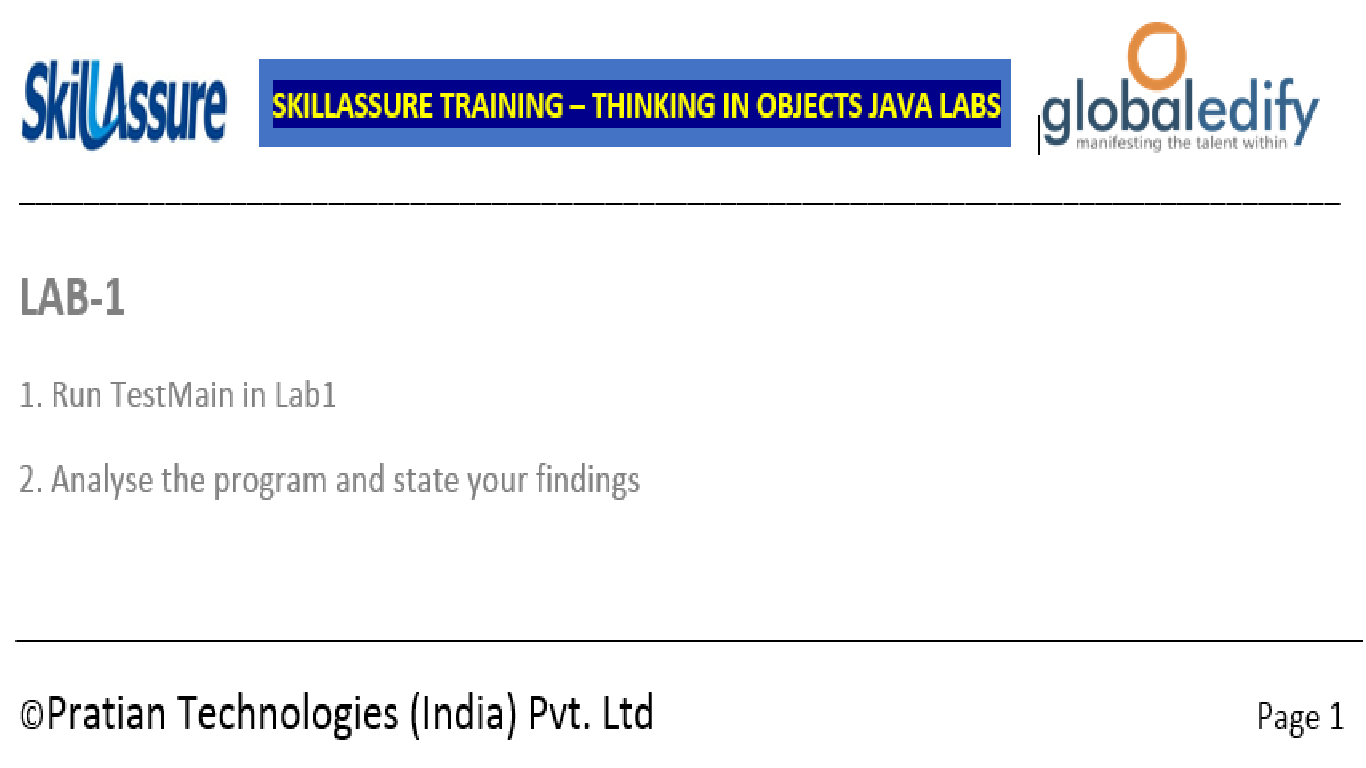 SkillAssure
SKILLASSURE TRAINING – THINKING IN OBJECTS JAVA LABS
globaledify
manifesting the talent within
LAB-1
1. Run TestMain in Lab1
2. Analyse the program and state your findings
©Pratian Technologies (India) Pvt. Ltd
Page 1